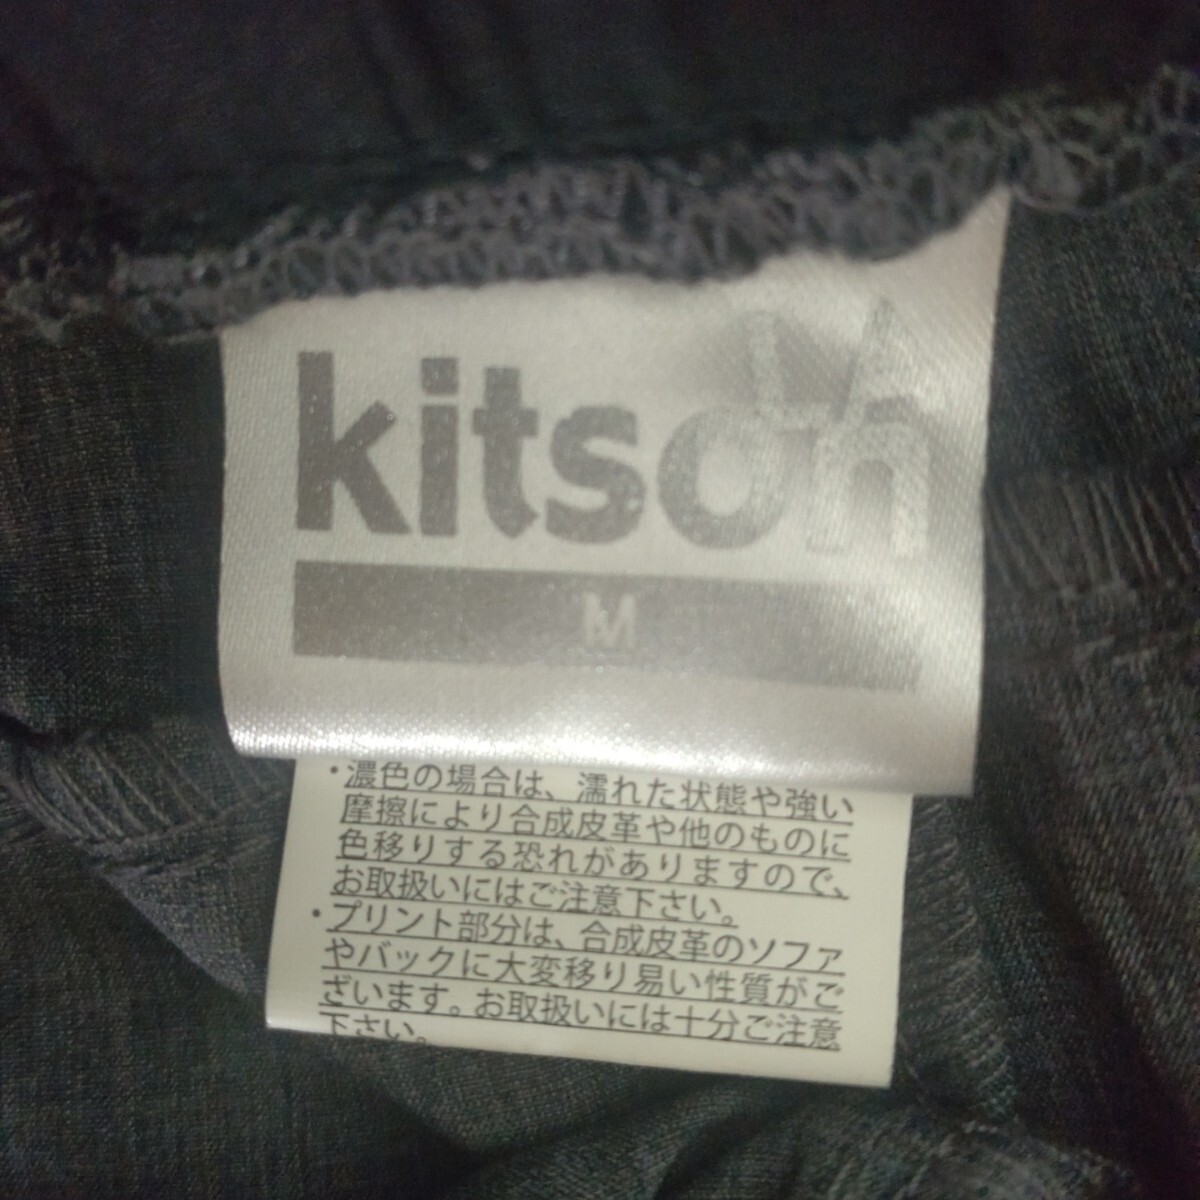 kitson
M
・濃色の場合は、濡れた状態や強い
摩擦により合成皮革や他のものに
色移りする恐れがありますので、
お取扱いにはご注意下さい。
・プリント部分は、合成皮革のソファ
やバックに大変移り易い性質がご
ざいます。お取扱いには十分ご注意
下さい。